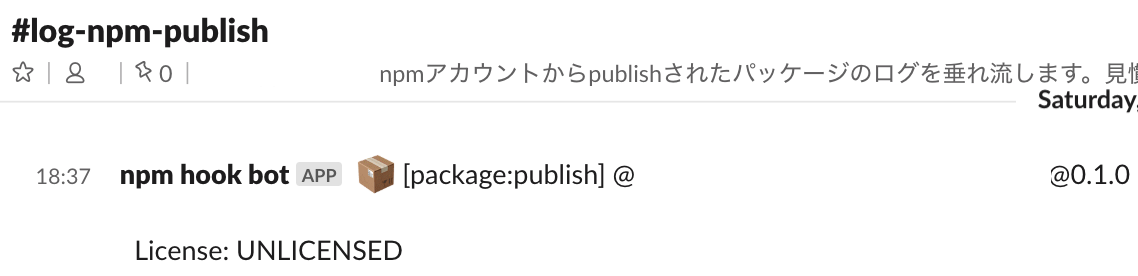 #log-npm-publish
0
npmアカウントからpublishされたパッケージのログを垂れ流します。見慣
Saturday,
18:37 npm hook bot APP [package:publish] @ @0.1.0
License: UNLICENSED